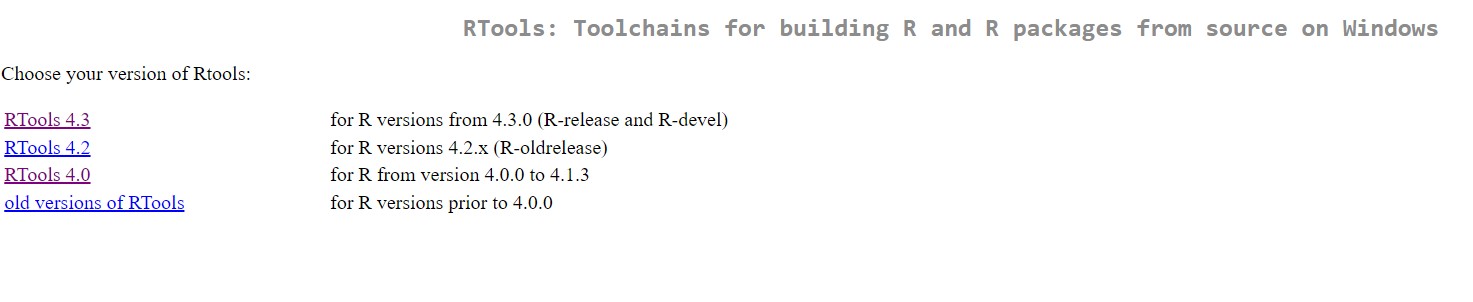 RTools: Toolchains for building R and R packages from source on Windows
Choose your version of Rtools:
RTools 4.3 for R versions from 4.3.0 (R-release and R-devel)
RTools 4.2 for R versions 4.2.x (R-oldrelease)
RTools 4.0 for R from version 4.0.0 to 4.1.3
old versions of RTools for R versions prior to 4.0.0